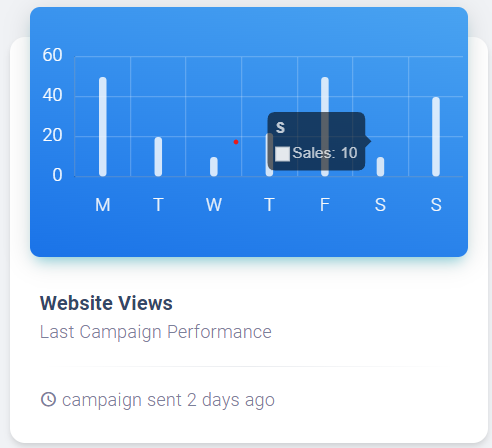 60
40
20
0
S
Sales: 10
M T W T F S S
Website Views
Last Campaign Performance
campaign sent 2 days ago